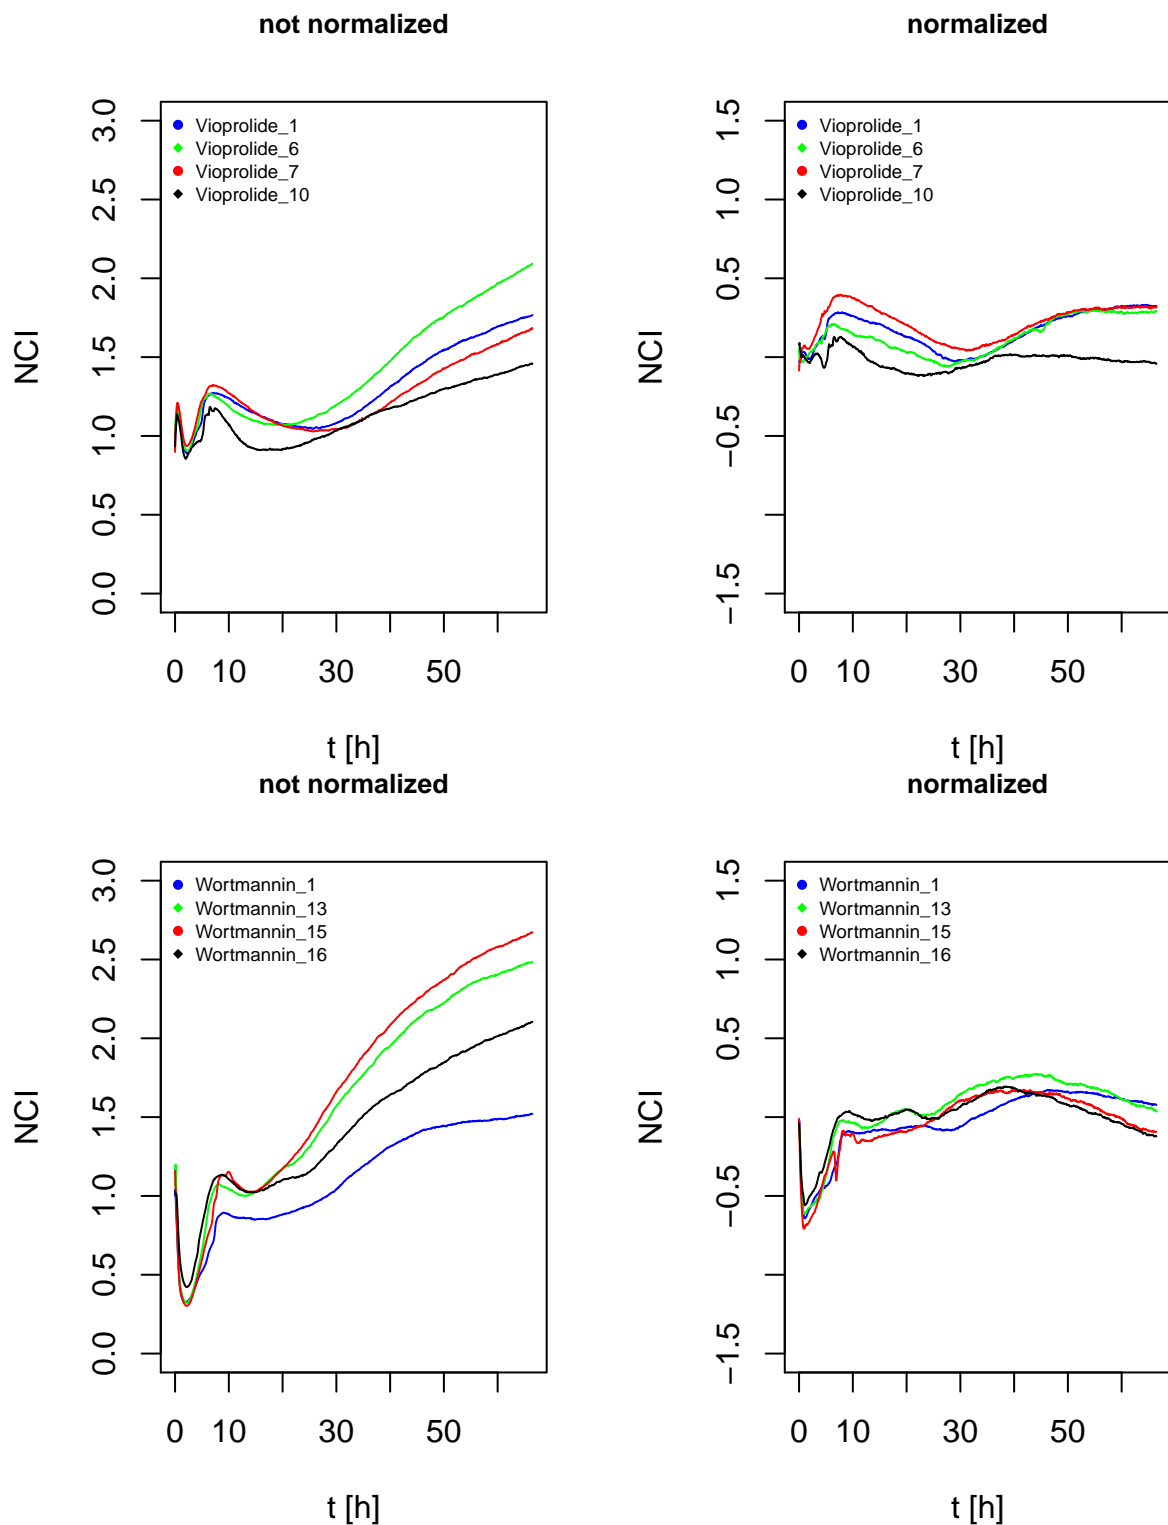 not normalized
3.0
2.5
2.0
1.5
1.0
0.5
0.0
NCI
Vioprolide_1
Vioprolide_6
Vioprolide_7
Vioprolide_10
0 10 30 50
t [h]
normalized
1.5
1.0
0.5
−0.5
−1.5
NCI
Vioprolide_1
Vioprolide_6
Vioprolide_7
Vioprolide_10
0 10 30 50
t [h]
not normalized
3.0
2.5
2.0
1.5
1.0
0.5
0.0
NCI
Wortmannin_1
Wortmannin_13
Wortmannin_15
Wortmannin_16
0 10 30 50
t [h]
normalized
1.5
1.0
0.5
−0.5
−1.5
NCI
Wortmannin_1
Wortmannin_13
Wortmannin_15
Wortmannin_16
0 10 30 50
t [h]